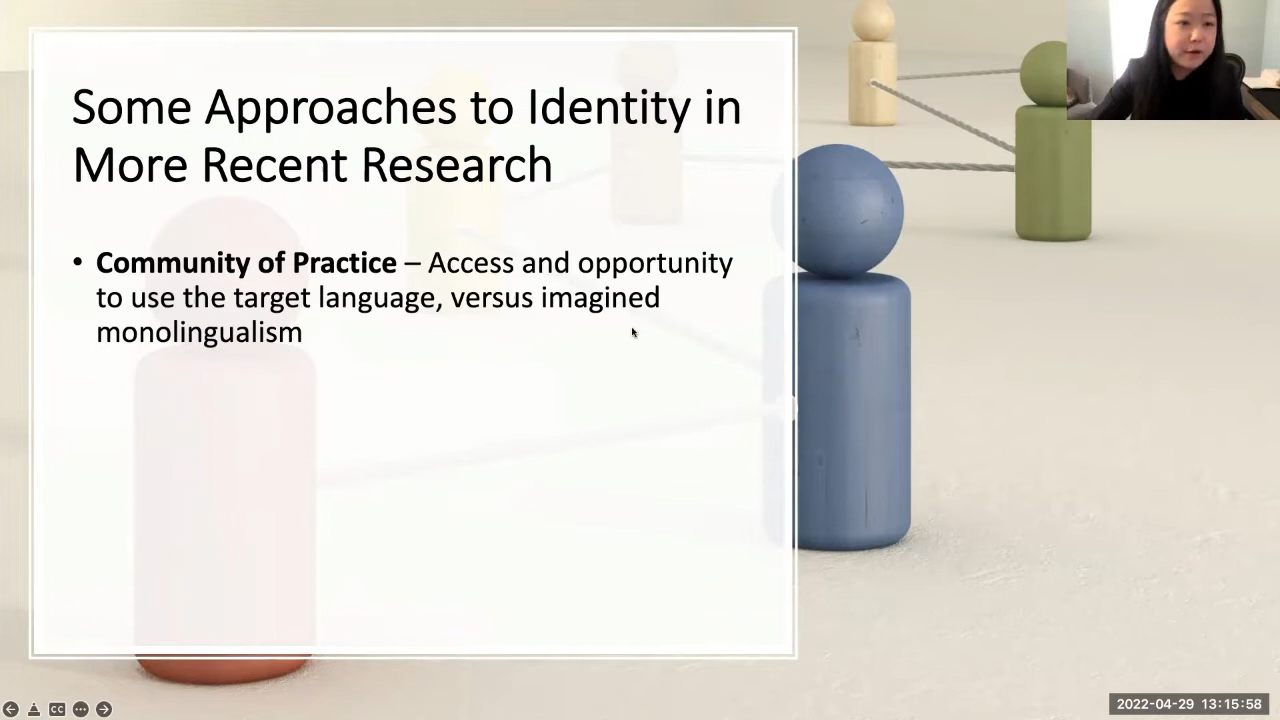 Some Approaches to Identity in
More Recent Research
• Community of Practice – Access and opportunity
to use the target language, versus imagined
monolingualism
CC
2022-04-29 13:15:58